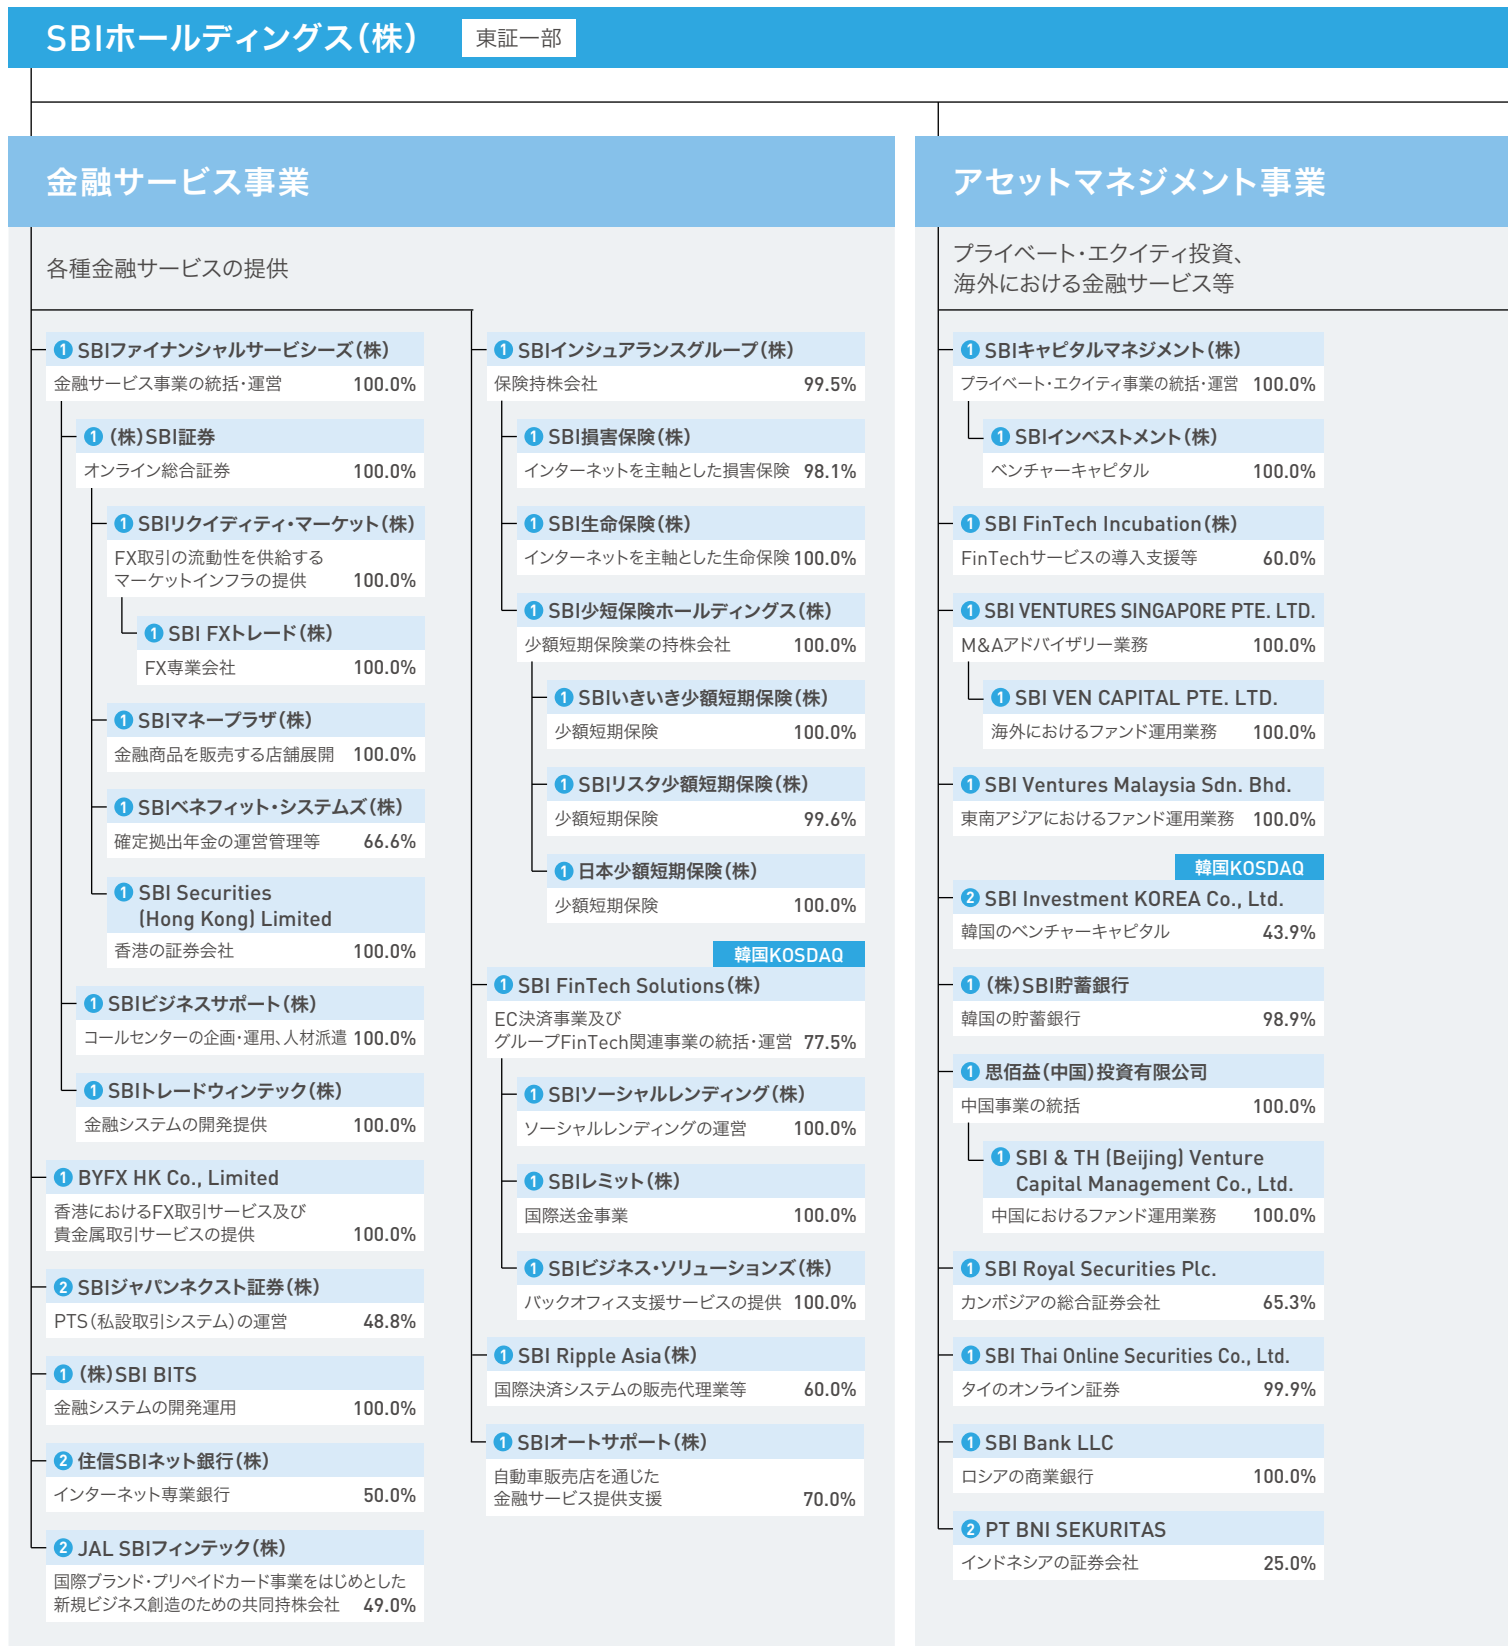 SBIホールディングス（株） 東証一部
金融サービス事業
各種金融サービスの提供
❶ SBIファイナンシャルサービシーズ（株）
金融サービス事業の統括・運営 100.0%
❶ （株）SBI証券
オンライン総合証券 100.0%
❶ SBIリクイディティ・マーケット（株）
FX取引の流動性を供給する
マーケットインフラの提供 100.0%
❶ SBI FXトレード（株）
FX専業会社 100.0%
❶ SBIマネープラザ（株）
金融商品を販売する店舗展開 100.0%
❶ SBIベネフィット・システムズ（株）
確定拠出年金の運営管理等 66.6%
❶ SBI Securities
(Hong Kong) Limited
香港の証券会社 100.0%
❶ SBIビジネスサポート（株）
コールセンターの企画・運用、人材派遣 100.0%
❶ SBIトレードウィンテック（株）
金融システムの開発提供 100.0%
❶ BYFX HK Co., Limited
香港におけるFX取引サービス及び
貴金属取引サービスの提供 100.0%
❷ SBIジャパンネクスト証券（株）
PTS（私設取引システム）の運営 48.8%
❶ （株）SBI BITS
金融システムの開発運用 100.0%
❷ 住信SBIネット銀行（株）
インターネット専業銀行 50.0%
❷ JAL SBIフィンテック（株）
国際ブランド・プリペイドカード事業をはじめとした
新規ビジネス創造のための共同持株会社 49.0%
❶ SBIインシュアランスグループ（株）
保険持株会社 99.5%
❶ SBI損害保険（株）
インターネットを主軸とした損害保険 98.1%
❶ SBI生命保険（株）
インターネットを主軸とした生命保険 100.0%
❶ SBI少短保険ホールディングス（株）
少額短期保険業の持株会社 100.0%
❶ SBIいきいき少額短期保険（株）
少額短期保険 100.0%
❶ SBIリスタ少額短期保険（株）
少額短期保険 99.6%
❶ 日本少額短期保険（株）
少額短期保険 100.0%
韓国KOSDAQ
❶ SBI FinTech Solutions（株）
EC決済事業及び
グループFinTech関連事業の統括・運営 77.5%
❶ SBIソーシャルレンディング（株）
ソーシャルレンディングの運営 100.0%
❶ SBIレミット（株）
国際送金事業 100.0%
❶ SBIビジネス・ソリューションズ（株）
バックオフィス支援サービスの提供 100.0%
❶ SBI Ripple Asia（株）
国際決済システムの販売代理業等 60.0%
❶ SBIオートサポート（株）
自動車販売店を通じた
金融サービス提供支援 70.0%
アセットマネジメント事業
プライベート・エクイティ投資、
海外における金融サービス等
❶ SBIキャピタルマネジメント（株）
プライベート・エクイティ事業の統括・運営 100.0%
❶ SBIインベストメント（株）
ベンチャーキャピタル 100.0%
❶ SBI FinTech Incubation（株）
FinTechサービスの導入支援等 60.0%
❶ SBI VENTURES SINGAPORE PTE. LTD.
M&Aアドバイザリー業務 100.0%
❶ SBI VEN CAPITAL PTE. LTD.
海外におけるファンド運用業務 100.0%
❶ SBI Ventures Malaysia Sdn. Bhd.
東南アジアにおけるファンド運用業務 100.0%
韓国KOSDAQ
❷ SBI Investment KOREA Co., Ltd.
韓国のベンチャーキャピタル 43.9%
❶ （株）SBI貯蓄銀行
韓国の貯蓄銀行 98.9%
❶ 思佰益（中国）投資有限公司
中国事業の統括 100.0%
❶ SBI & TH (Beijing) Venture
Capital Management Co., Ltd.
中国におけるファンド運用業務 100.0%
❶ SBI Royal Securities Plc.
カンボジアの総合証券会社 65.3%
❶ SBI Thai Online Securities Co., Ltd.
タイのオンライン証券 99.9%
❶ SBI Bank LLC
ロシアの商業銀行 100.0%
❷ PT BNI SEKURITAS
インドネシアの証券会社 25.0%